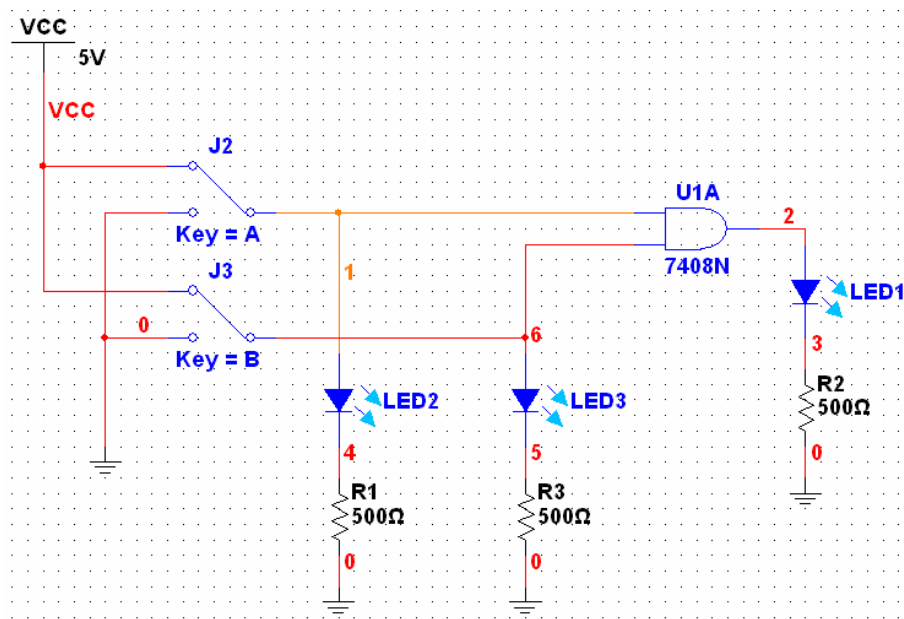 VCC
5V
VCC
J2
U1A
2
Key = A
7408N
J3
1
LED1
0
6
3
Key = B
R2
500Ω
LED2
LED3
4
5
0
R1
500Ω
R3
500Ω
0
0